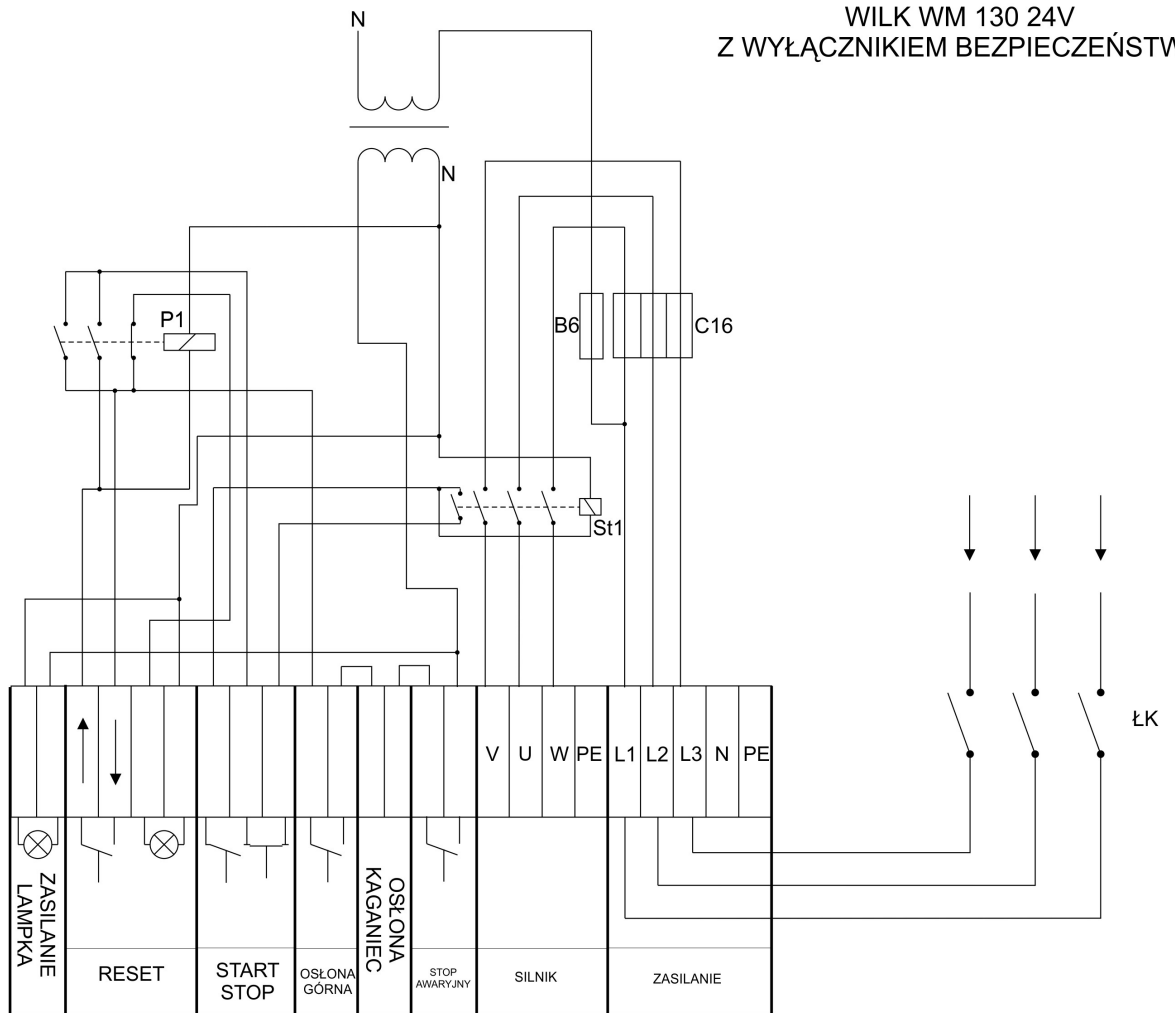 WILK WM 130 24V
Z WYŁĄCZNIKIEM BEZPIECZEŃSTW
N
N
P1
B6
C16
St1
ŁK
V U W PE L1 L2 L3 N PE
ZASILANIE
LAMPKA
RESET
START
STOP
OSŁONA
GÓRNA
OSŁONA
KAGANIEC
STOP
AWARYJNY
SILNIK
ZASILANIE